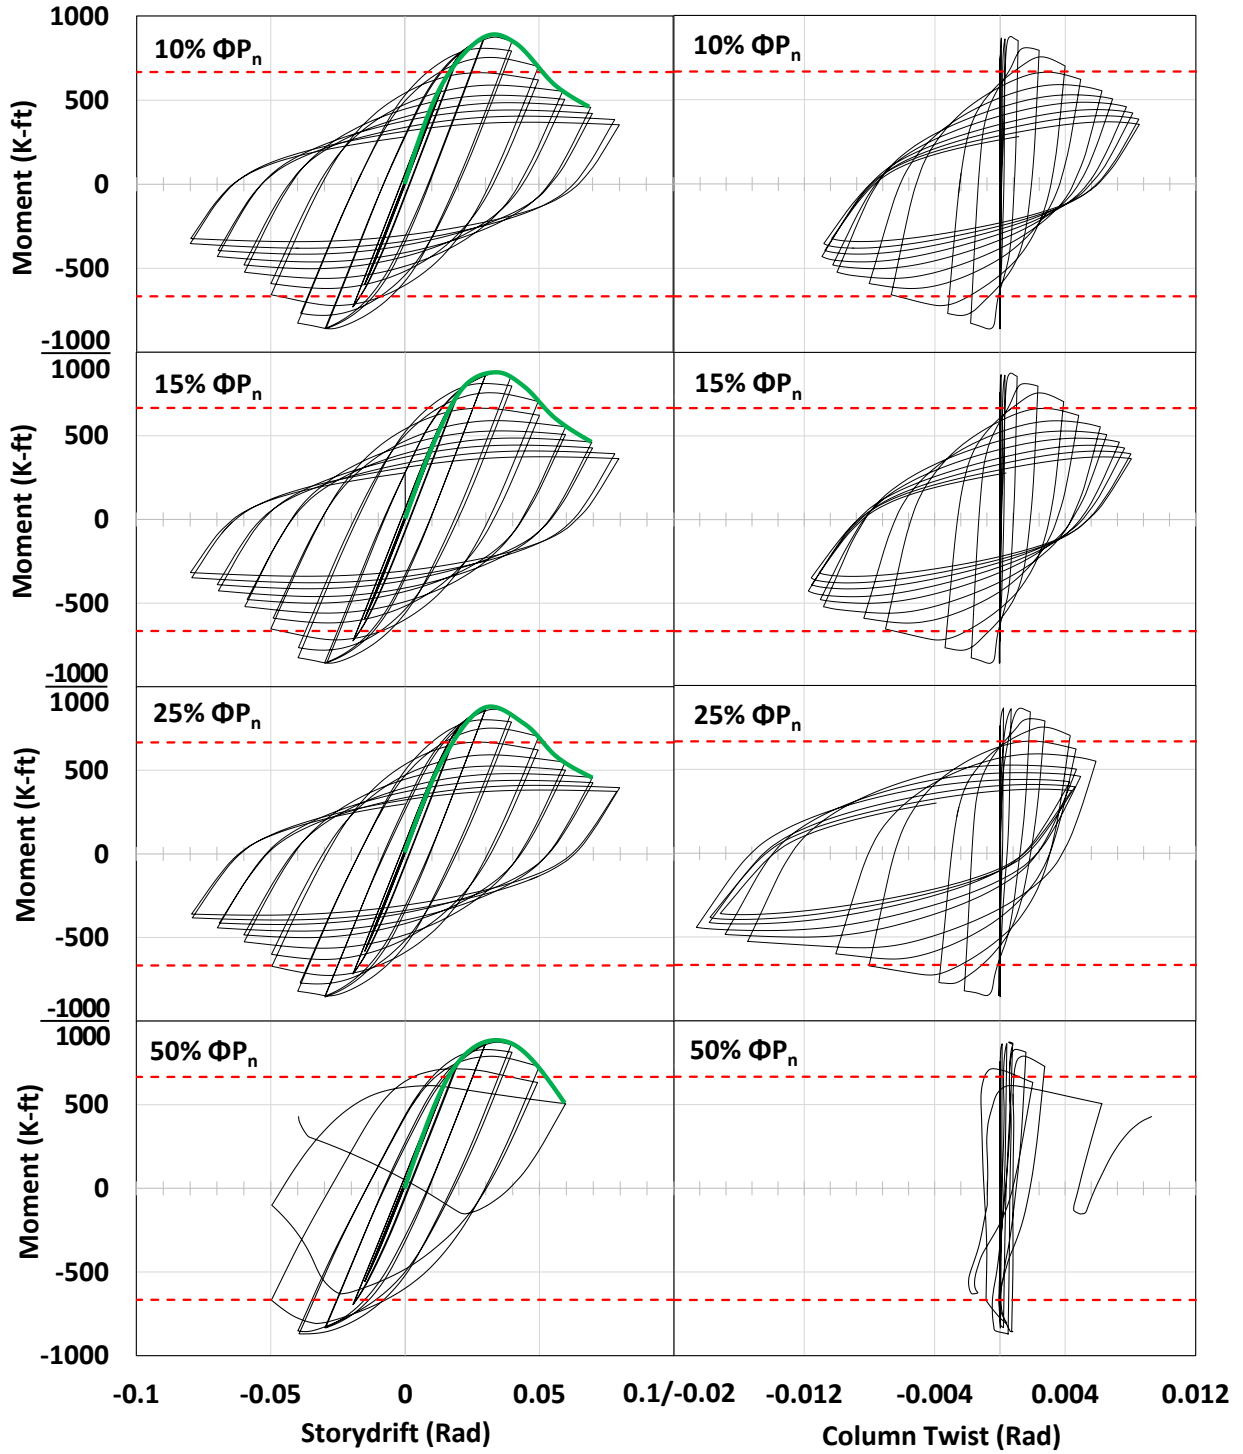 1000
10% ΦPn
10% ΦPn
500
Moment (K-ft)
0
-500
-1000
1000
15% ΦPn
15% ΦPn
500
Moment (K-ft)
0
-500
-1000
1000
25% ΦPn
25% ΦPn
500
Moment (K-ft)
0
-500
-1000
1000
50% ΦPn
50% ΦPn
500
Moment (K-ft)
0
-500
-1000
-0.1 -0.05 0 0.05 0.1/-0.02 -0.012 -0.004 0.004 0.012
Storydrift (Rad) Column Twist (Rad)